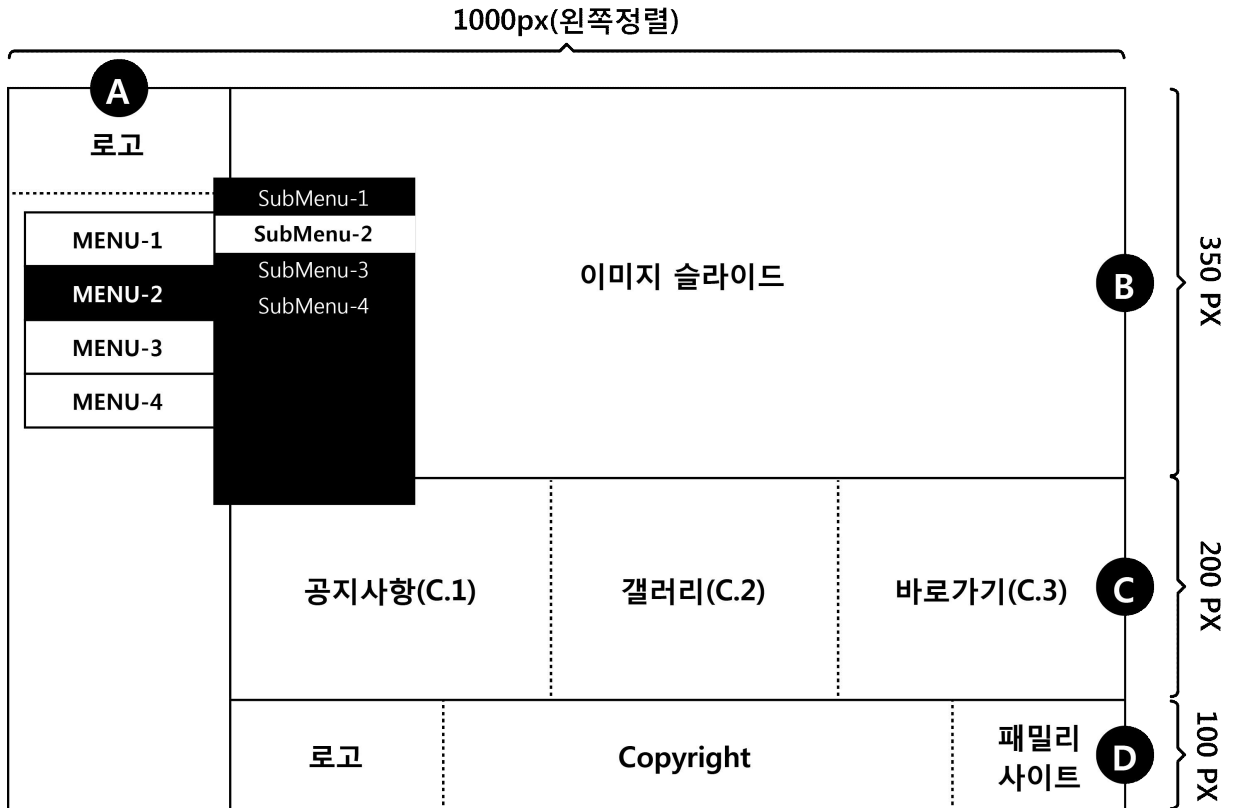 1000px(왼쪽정렬)
A
로고
SubMenu-1
SubMenu-2
SubMenu-3
SubMenu-4
MENU-1
MENU-2
MENU-3
MENU-4
이미지 슬라이드
B
350 PX
공지사항(C.1)
갤러리(C.2)
바로가기(C.3)
C
200 PX
로고
Copyright
패밀리
사이트
D
100 PX